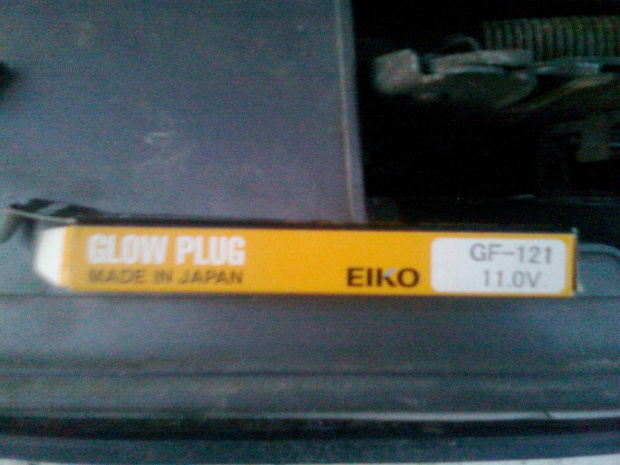 GLOW PLUG
MADE IN JAPAN
EIKO
GF-121
11.0V.